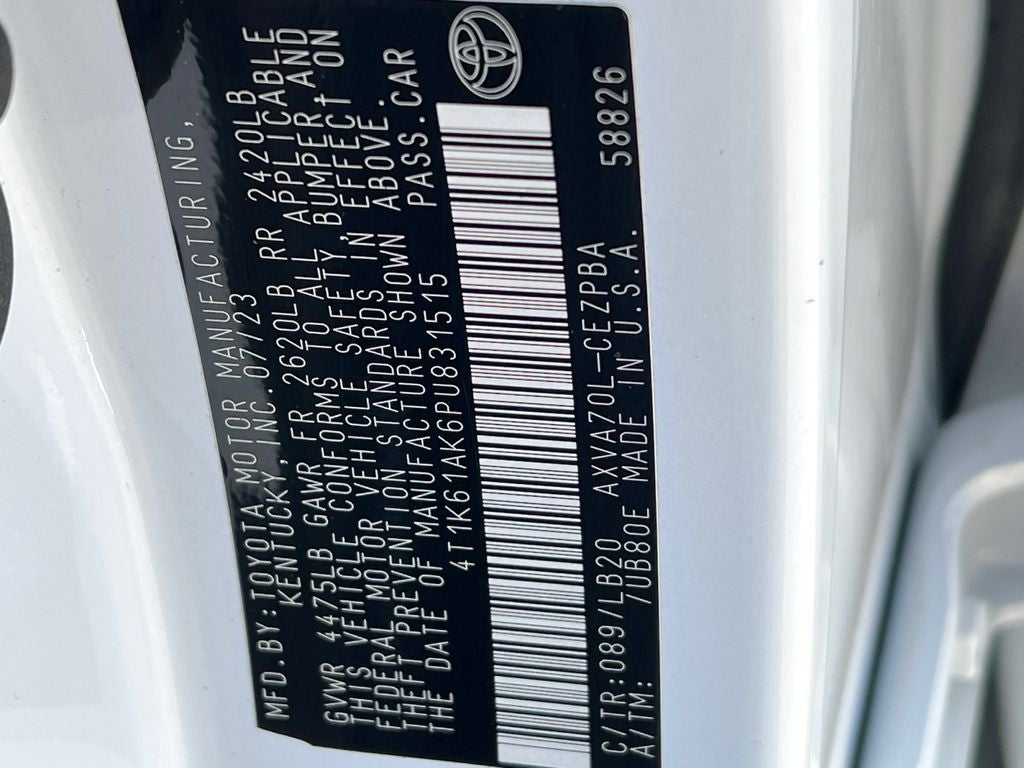 MFD.BY:TOYOTA MOTOR MANUFACTURING,
KENTUCKY,INC.07/23
GVWR 4475LB GAWR FR 2620LB RR 2420LB
THIS VEHICLE CONFORMS TO ALL APPLICABLE
FEDERAL MOTOR VEHICLE SAFETY, BUMPER, AND
THEFT PREVENTION STANDARDS IN EFFECT ON
THE DATE OF MANUFACTURE SHOWN ABOVE.
4T1K61AK6PU831515 PASS.CAR
C/TR:089/LB20 AXVA70L-CEZPBA
A/TM: /UB80E MADE IN U.S.A. 58826